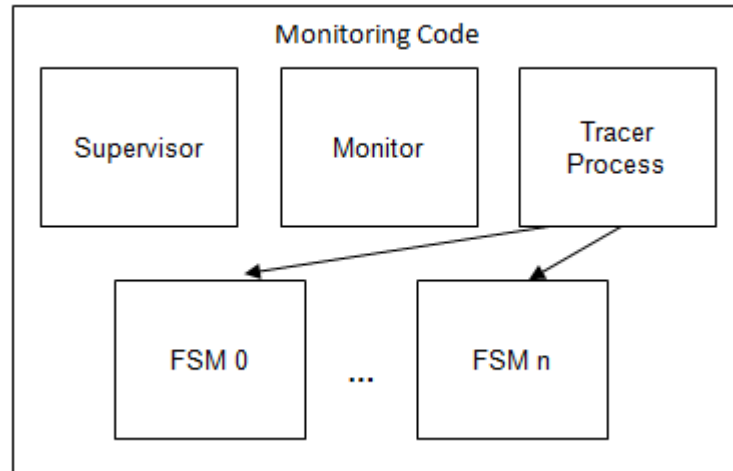 Monitoring Code
Supervisor
Monitor
Tracer
Process
FSM 0
...
FSM n